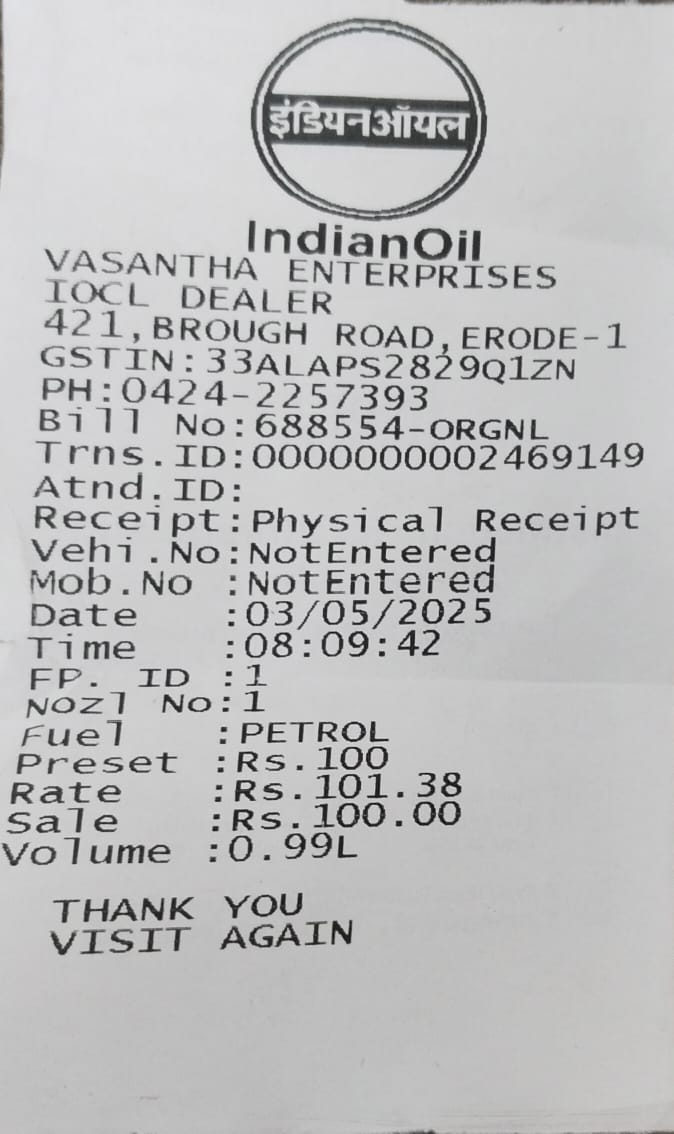 इंडियनऑयल
IndianOil
VASANTHA ENTERPRISES
IOCL DEALER
421,BROUGH ROAD,ERODE-1
GSTIN:33ALAPS2829Q1ZN
PH:0424-2257393
Bill No:688554-ORGNL
Trns.ID:0000000002469149
Atnd.ID:
Receipt:Physical Receipt
Vehi.No:NotEntered
Mob.No :NotEntered
Date :03/05/2025
Time :08:09:42
FP. ID :1
Nozl No:1
Fuel :PETROL
Preset :Rs.100
Rate :Rs.101.38
Sale :Rs.100.00
Volume :0.99L
THANK YOU
VISIT AGAIN